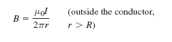 B = μ₀I / 2πr (outside the conductor,
r > R)